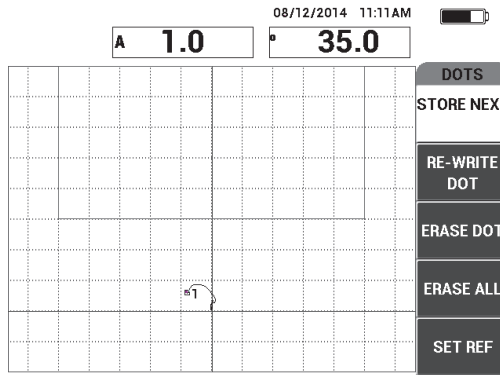 08/12/2014 11:11AM
A 1.0
° 35.0
DOTS
STORE NEX
RE-WRITE
DOT
ERASE DOT
ERASE ALL
SET REF
1